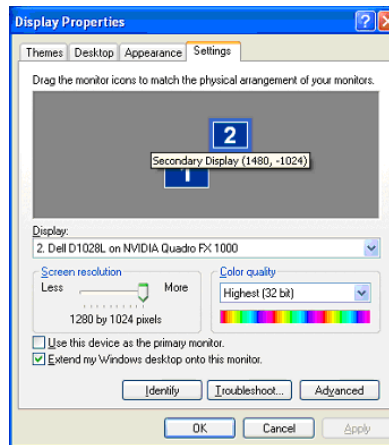 Display Properties
Themes Desktop Appearance Settings
Drag the monitor icons to match the physical arrangement of your monitors.
2
Secondary Display (1480, -1024)
1
Display:
2. Dell D1028L on NVIDIA Quadro FX 1000
Screen resolution
Less More
1280 by 1024 pixels
Color quality
Highest (32 bit)
Use this device as the primary monitor.
Extend my Windows desktop onto this monitor.
Identify Troubleshoot... Advanced
OK Cancel Apply